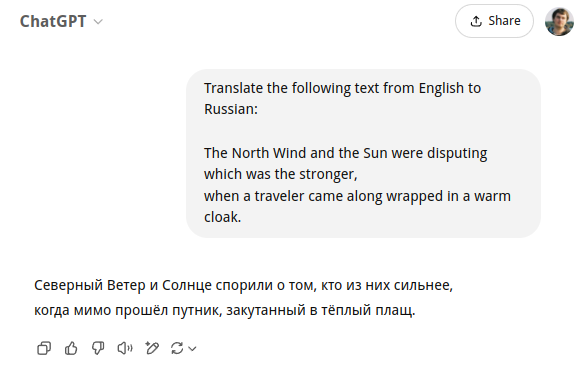 ChatGPT
Share
Translate the following text from English to
Russian:
The North Wind and the Sun were disputing
which was the stronger,
when a traveler came along wrapped in a warm
cloak.
Северный Ветер и Солнце спорили о том, кто из них сильнее,
когда мимо прошёл путник, закутанный в тёплый плащ.